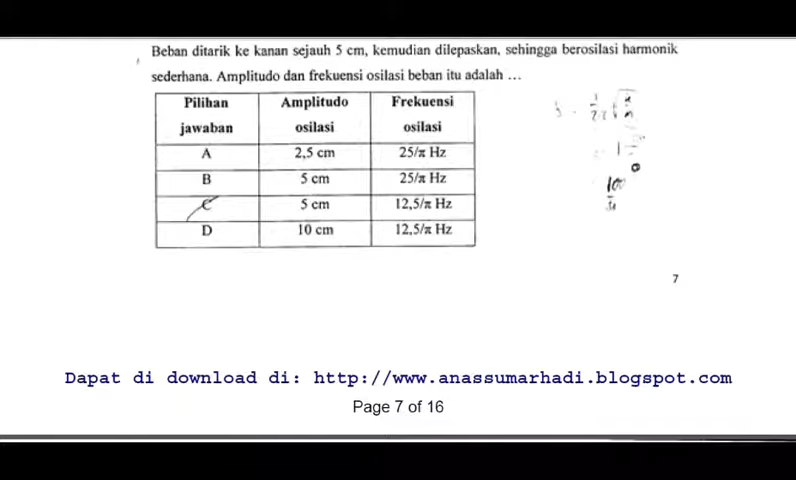 Beban ditarik ke kanan sejauh 5 cm, kemudian dilepaskan, sehingga berosilasi harmonik
sederhana. Amplitudo dan frekuensi osilasi beban itu adalah ...
Pilihan jawaban Amplitudo osilasi Frekuensi osilasi
A 2,5 cm 25/π Hz
B 5 cm 25/π Hz
C 5 cm 12,5/π Hz
D 10 cm 12,5/π Hz
7
Dapat di download di: http://www.anassumarhadi.blogspot.com
Page 7 of 16